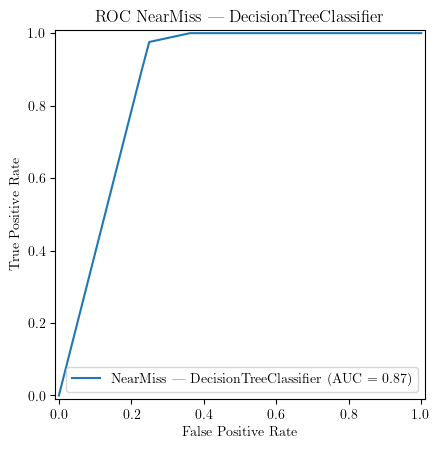 ROC NearMiss — DecisionTreeClassifier
1.0
0.8
0.6
0.4
0.2
0.0
True Positive Rate
NearMiss — DecisionTreeClassifier (AUC = 0.87)
0.0 0.2 0.4 0.6 0.8 1.0
False Positive Rate